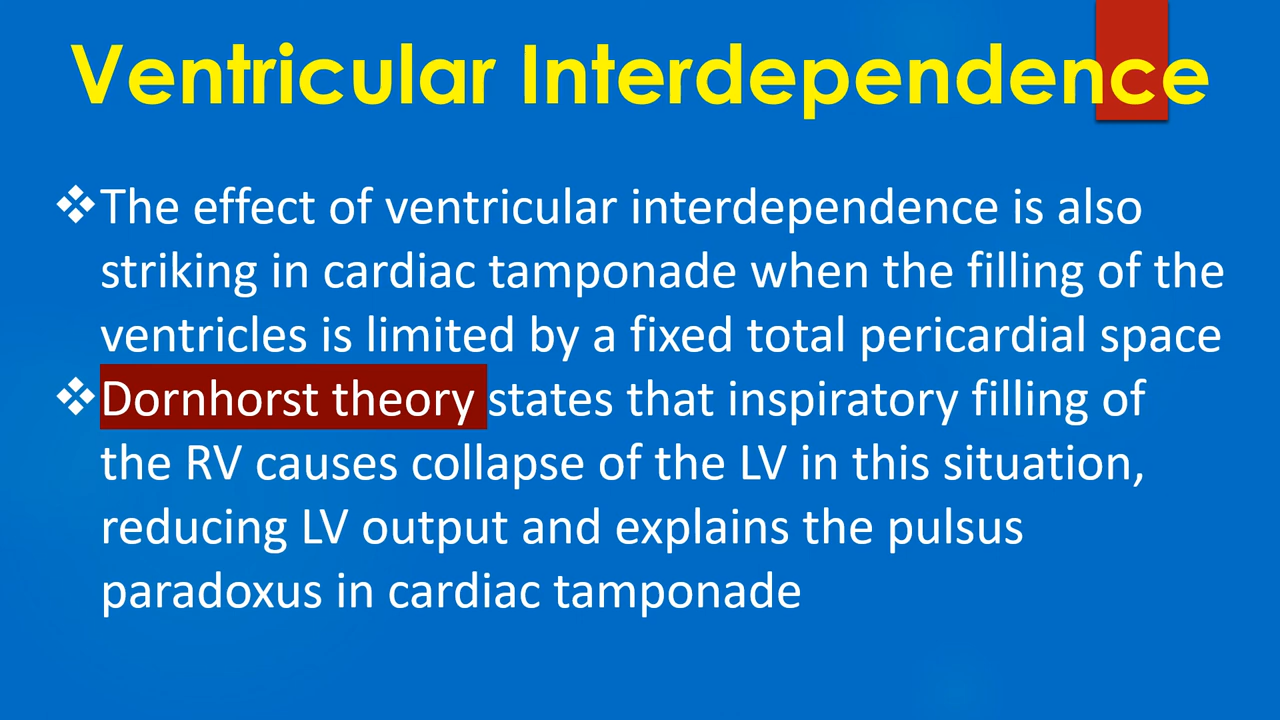 Ventricular Interdependence
❖The effect of ventricular interdependence is also
striking in cardiac tamponade when the filling of the
ventricles is limited by a fixed total pericardial space
❖Dornhorst theory states that inspiratory filling of
the RV causes collapse of the LV in this situation,
reducing LV output and explains the pulsus
paradoxus in cardiac tamponade